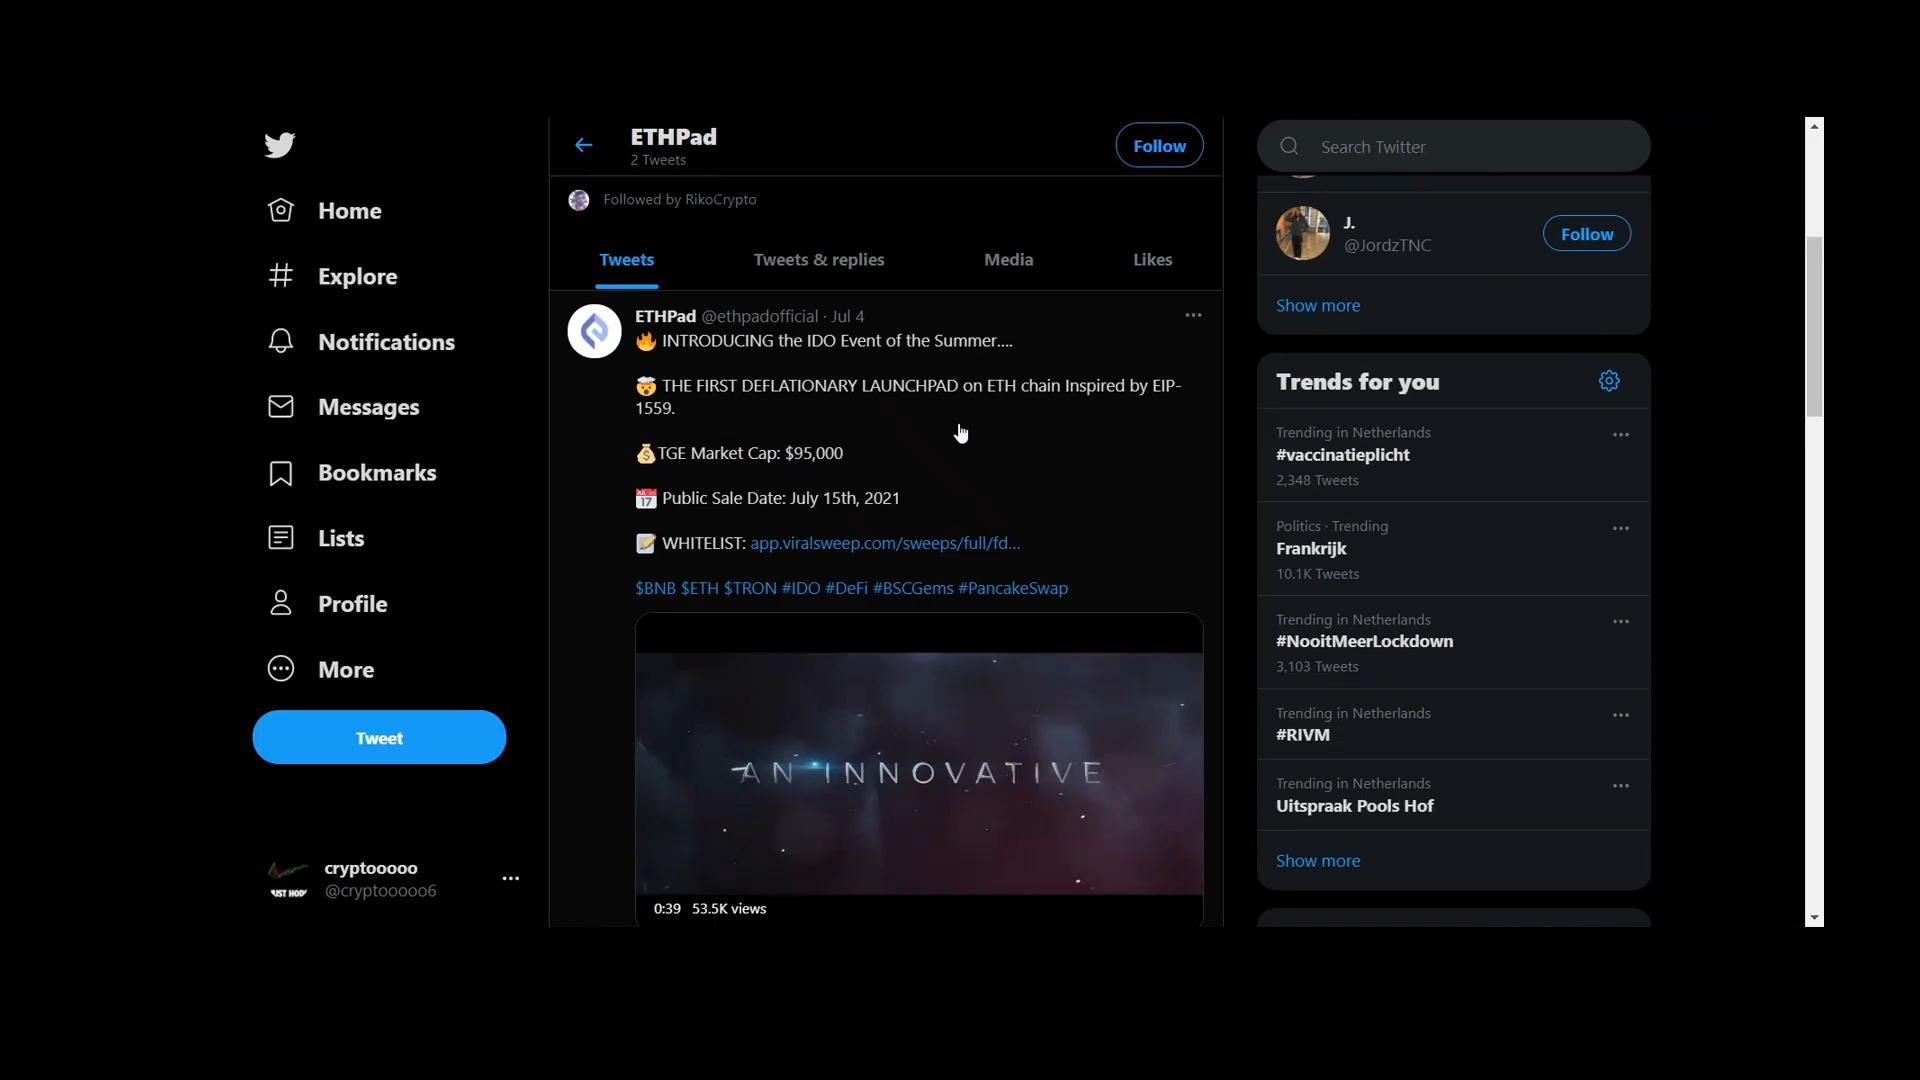 Home
Explore
Notifications
Messages
Bookmarks
Lists
Profile
More
Tweet
cryptooooo
@cryptoooo6
ETHPad
2 Tweets
Follow
Followed by RikoCrypto
Tweets
Tweets & replies
Media
Likes
ETHPad @ethpadofficial · Jul 4
🔥 INTRODUCING the IDO Event of the Summer....
🤯 THE FIRST DEFLATIONARY LAUNCHPAD on ETH chain Inspired by EIP-
1559.
💰TGE Market Cap: $95,000
📅 Public Sale Date: July 15th, 2021
📝 WHITELIST: app.viralsweep.com/sweeps/full/fd...
$BNB $ETH $TRON #IDO #DeFi #BSCGems #PancakeSwap
AN INNOVATIVE
0:39 53.5K views
Search Twitter
J.
@JordzTNC
Follow
Show more
Trends for you
Trending in Netherlands
#vaccinatieplicht
2,348 Tweets
Politics · Trending
Frankrijk
10.1K Tweets
Trending in Netherlands
#NooitMeerLockdown
3,103 Tweets
Trending in Netherlands
#RIVM
Trending in Netherlands
Uitspraak Pools Hof
Show more